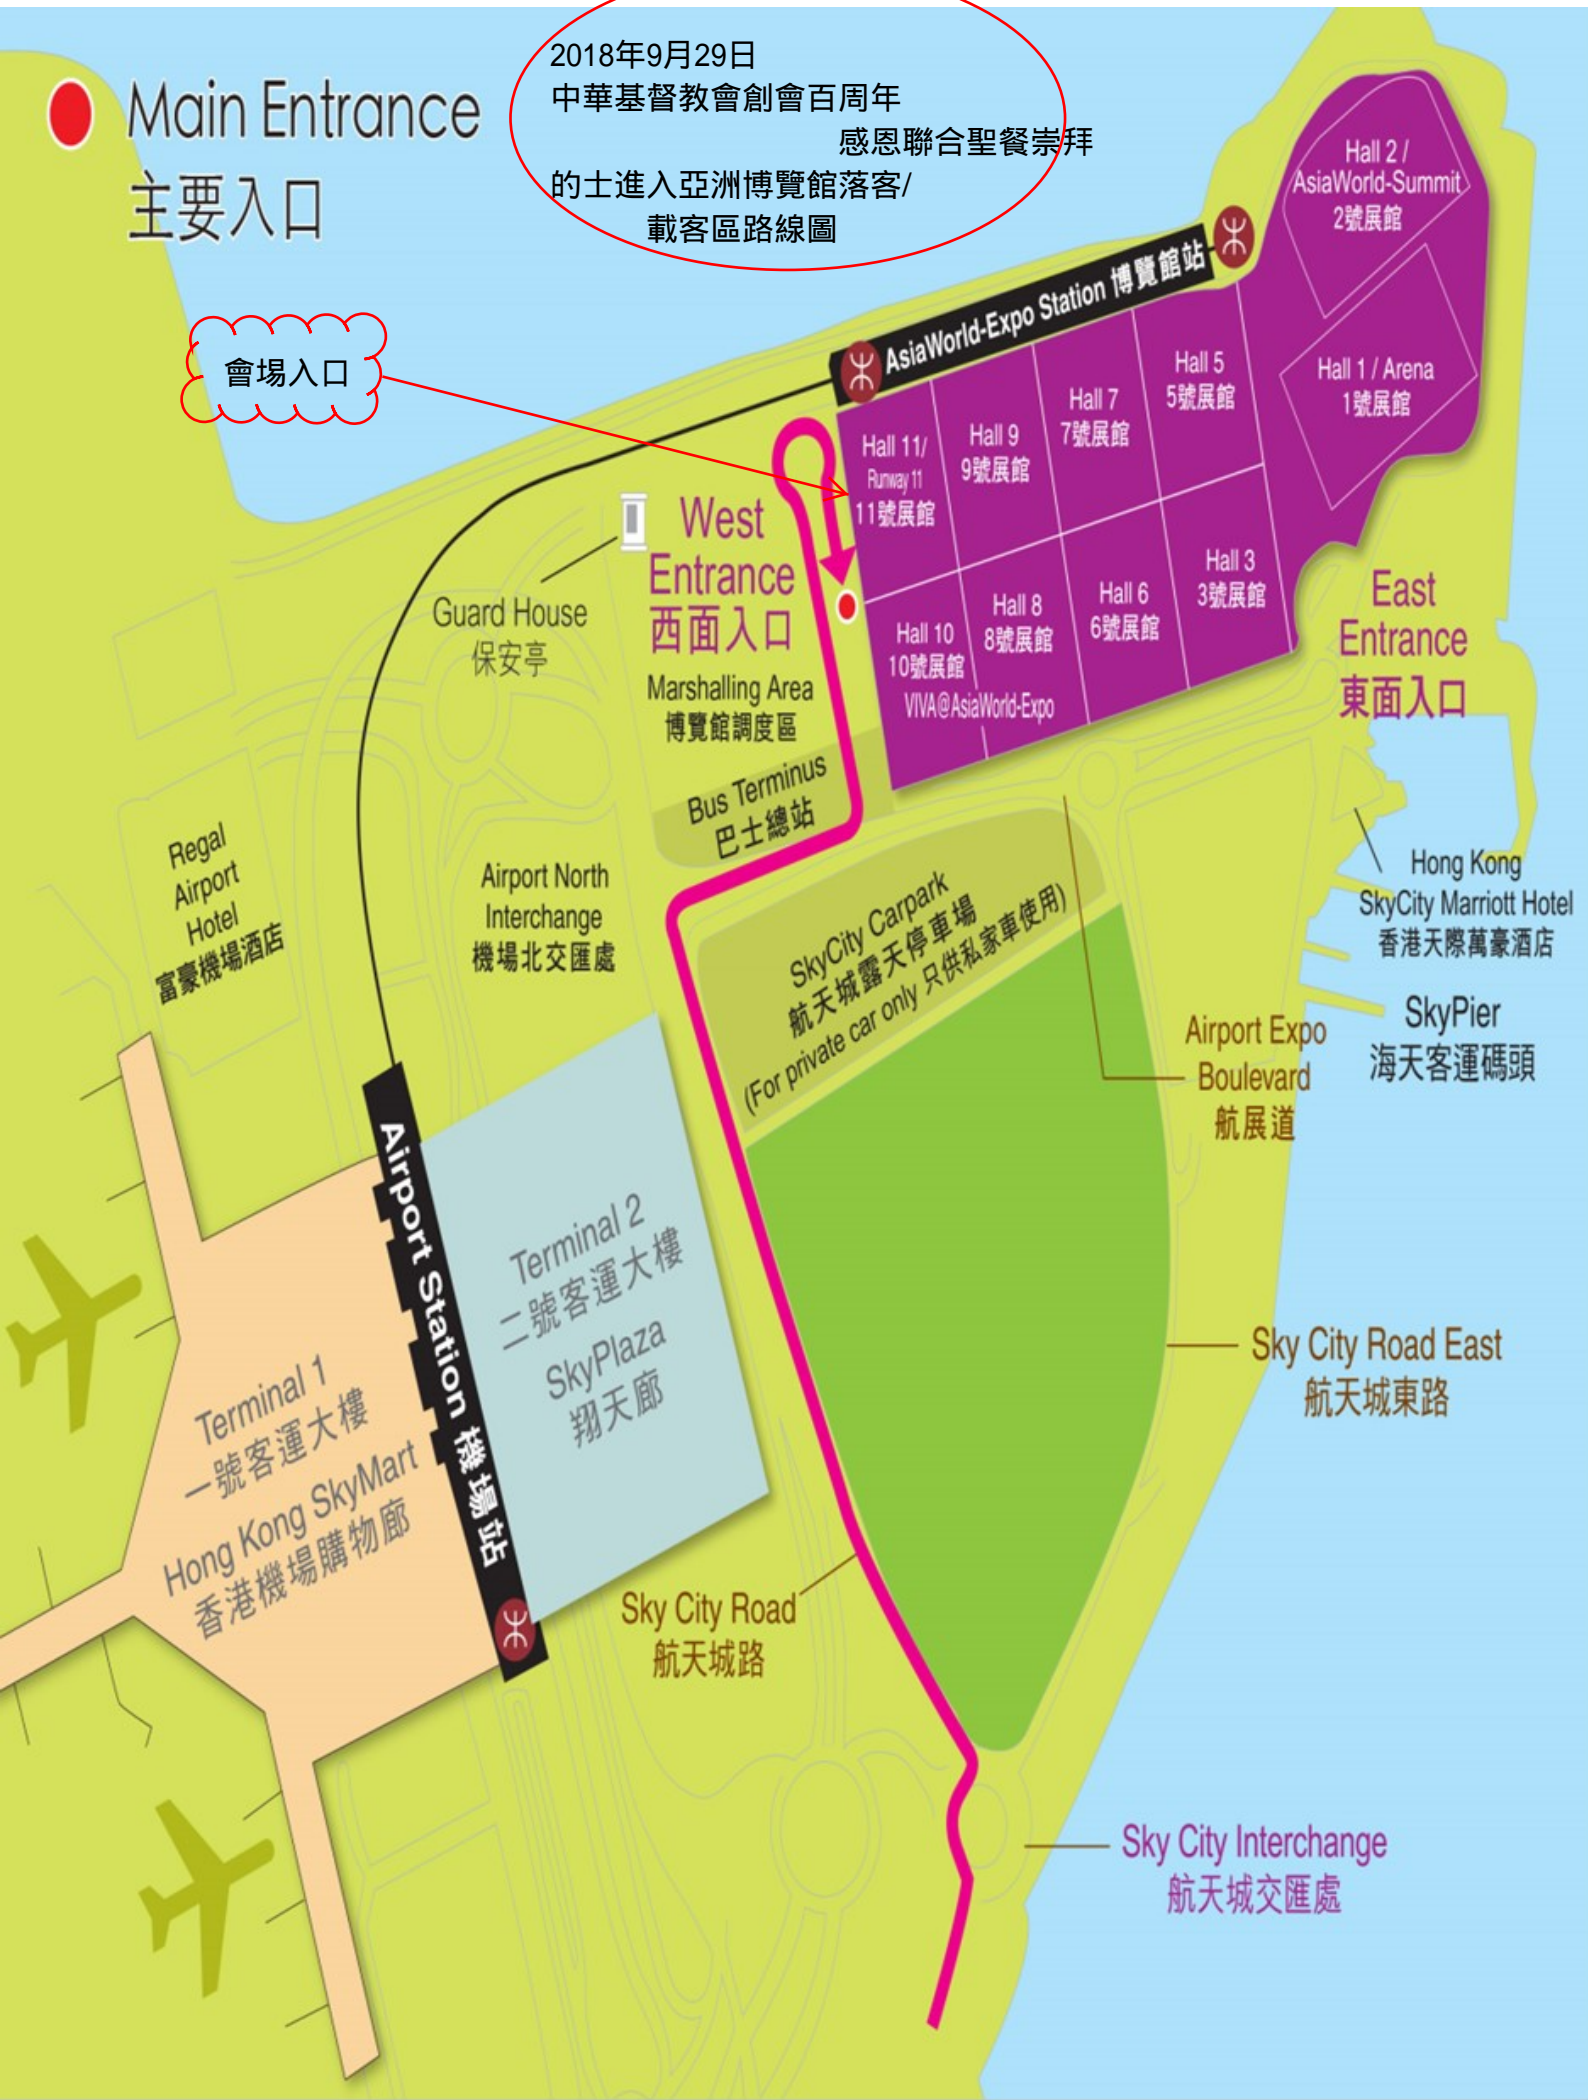 2018年9月29日
中華基督教會創會百周年
感恩聯合聖餐崇拜
的士進入亞洲博覽館落客/
載客區路線圖
Main Entrance
主要入口
會場入口
AsiaWorld-Expo Station 博覽館站
Hall 2 /
AsiaWorld-Summit
2號展館
Hall 1 / Arena
1號展館
Hall 5
5號展館
Hall 7
7號展館
Hall 9
9號展館
Hall 11/
Runway 11
11號展館
Hall 3
3號展館
Hall 6
6號展館
Hall 8
8號展館
Hall 10
10號展館
VIVA@AsiaWorld-Expo
West
Entrance
西面入口
Marshalling Area
博覽館調度區
Guard House
保安亭
East
Entrance
東面入口
Bus Terminus
巴士總站
Regal
Airport
Hotel
富豪機場酒店
Airport North
Interchange
機場北交匯處
SkyCity Carpark
航天城露天停車場
(For private car only 只供私家車使用)
Hong Kong
SkyCity Marriott Hotel
香港天際萬豪酒店
SkyPier
海天客運碼頭
Airport Expo
Boulevard
航展道
Airport Station 機場站
Terminal 2
二號客運大樓
SkyPlaza
翔天廊
Terminal 1
一號客運大樓
Hong Kong SkyMart
香港機場購物廊
Sky City Road East
航天城東路
Sky City Road
航天城路
Sky City Interchange
航天城交匯處